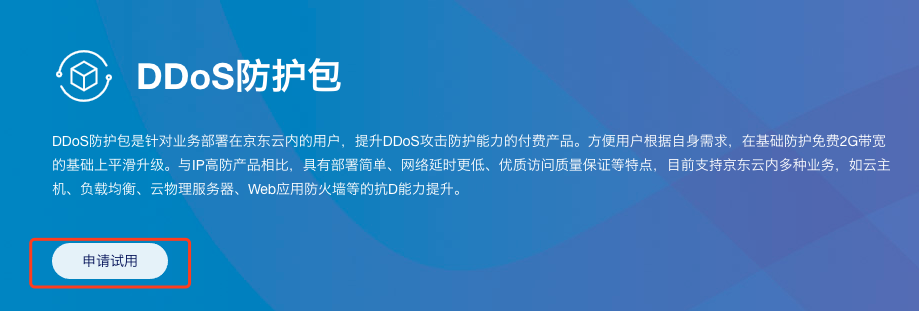 DDoS防护包
DDoS防护包是针对业务部署在京东云内的用户，提升DDoS攻击防护能力的付费产品。方便用户根据自身需求，在基础防护免费2G带宽
的基础上平滑升级。与IP高防产品相比，具有部署简单、网络延时更低、优质访问质量保证等特点，目前支持京东云内多种业务，如云主
机、负载均衡、云物理服务器、Web应用防火墙等的抗D能力提升。
申请试用